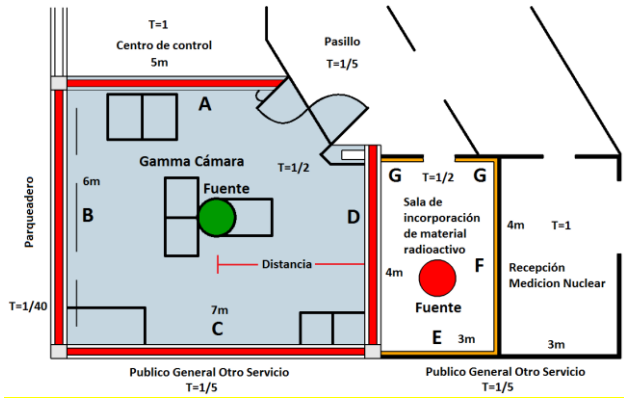 T=1
Centro de control
5m
Pasillo
T=1/5
A
Gamma Cámara
T=1/2
Fuente
6m
B
Parqueadero
D
Distancia
T=1/40
7m
C
G
T=1/2
G
Sala de
incorporación
de material
radioactivo
4m
F
Fuente
E
3m
4m
T=1
Recepción
Medicion Nuclear
3m
Publico General Otro Servicio
T=1/5
Publico General Otro Servicio
T=1/5